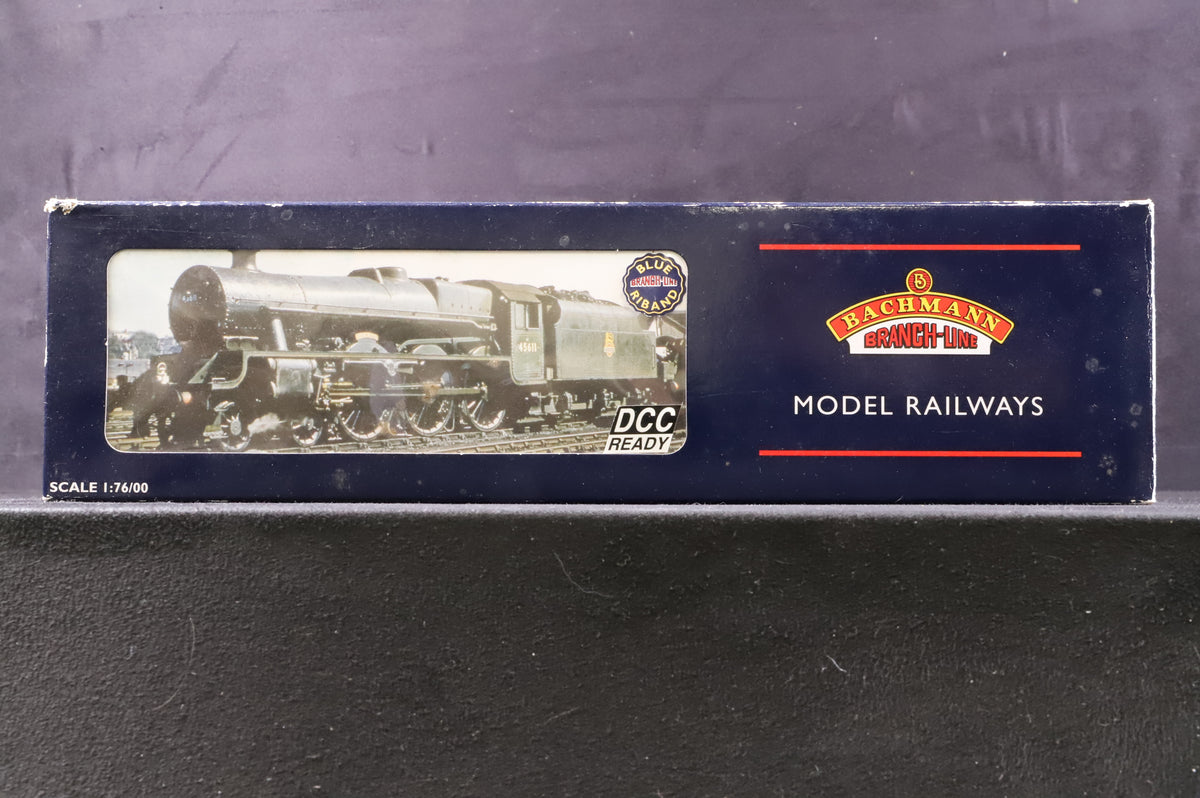 BLUE
BRANCH-LINE
RIBAND
45611
DCC
READY
SCALE 1:76/00
B
BACHMANN
BRANCH-LINE
MODEL RAILWAYS